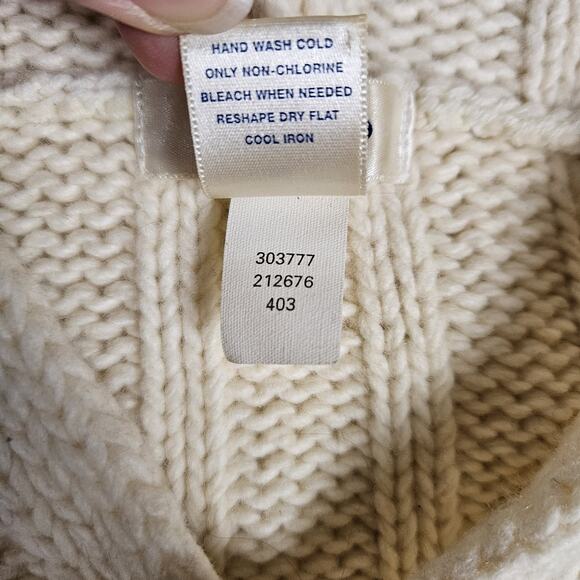 HAND WASH COLD
ONLY NON-CHLORINE
BLEACH WHEN NEEDED
RESHAPE DRY FLAT
COOL IRON
303777
212676
403